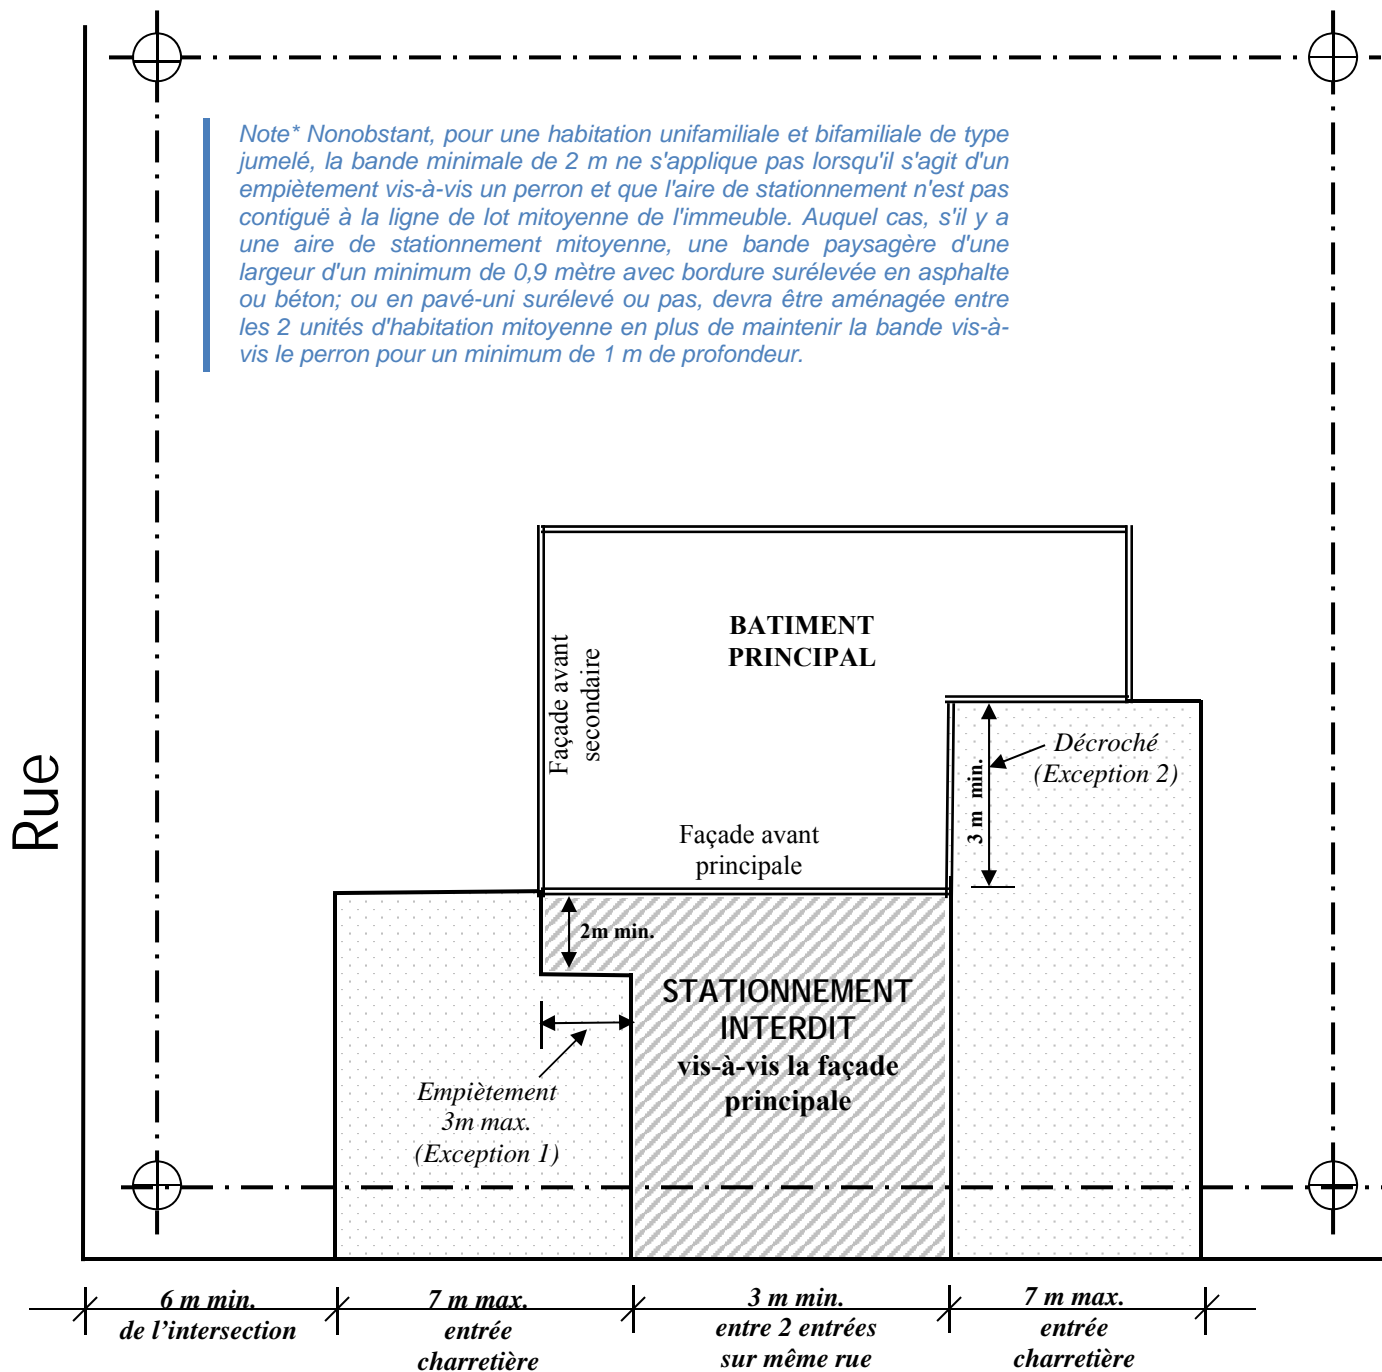 Note* Nonobstant, pour une habitation unifamiliale et bifamiliale de type
jumelé, la bande minimale de 2 m ne s'applique pas lorsqu'il s'agit d'un
empiètement vis-à-vis un perron et que l'aire de stationnement n'est pas
contiguë à la ligne de lot mitoyenne de l'immeuble. Auquel cas, s'il y a
une aire de stationnement mitoyenne, une bande paysagère d'une
largeur d'un minimum de 0,9 mètre avec bordure surélevée en asphalte
ou béton; ou en pavé-uni surélevé ou pas, devra être aménagée entre
les 2 unités d'habitation mitoyenne en plus de maintenir la bande vis-à-
vis le perron pour un minimum de 1 m de profondeur.
BATIMENT
PRINCIPAL
Façade avant
secondaire
Décroché
(Exception 2)
3 m min.
Rue
Façade avant
principale
2m min.
STATIONNEMENT
INTERDIT
vis-à-vis la façade
principale
Empiètement
3m max.
(Exception 1)
6 m min.
de l'intersection
7 m max.
entrée
charretière
3 m min.
entre 2 entrées
sur même rue
7 m max.
entrée
charretière